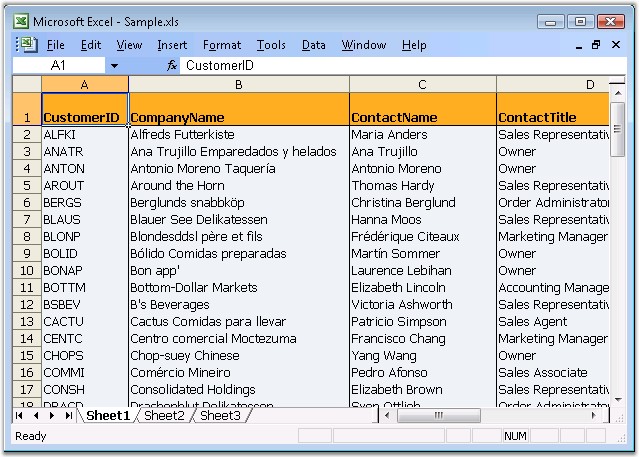 Microsoft Excel - Sample.xls
File Edit View Insert Format Tools Data Window Help
A1 fx CustomerID
A B C D
1 CustomerID CompanyName ContactName ContactTitle
2 ALFKI Alfreds Futterkiste Maria Anders Sales Representativ
3 ANATR Ana Trujillo Emparedados y helados Ana Trujillo Owner
4 ANTON Antonio Moreno Taquería Antonio Moreno Owner
5 AROUT Around the Horn Thomas Hardy Sales Representativ
6 BERGS Berglunds snabbköp Christina Berglund Order Administrator
7 BLAUS Blauer See Delikatessen Hanna Moos Sales Representativ
8 BLONP Blondesddsl père et fils Frédérique Citeaux Marketing Manager
9 BOLID Bólido Comidas preparadas Martín Sommer Owner
10 BONAP Bon app' Laurence Lebihan Owner
11 BOTTM Bottom-Dollar Markets Elizabeth Lincoln Accounting Manage
12 BSBEV B's Beverages Victoria Ashworth Sales Representativ
13 CACTU Cactus Comidas para llevar Patricio Simpson Sales Agent
14 CENTC Centro comercial Moctezuma Francisco Chang Marketing Manager
15 CHOPS Chop-suey Chinese Yang Wang Owner
16 COMMI Comércio Mineiro Pedro Afonso Sales Associate
17 CONSH Consolidated Holdings Elizabeth Brown Sales Representativ
18 DRACD Drachenblut Delikatessen Sven Ottlieb Order Administrator
Sheet1 Sheet2 Sheet3
Ready NUM